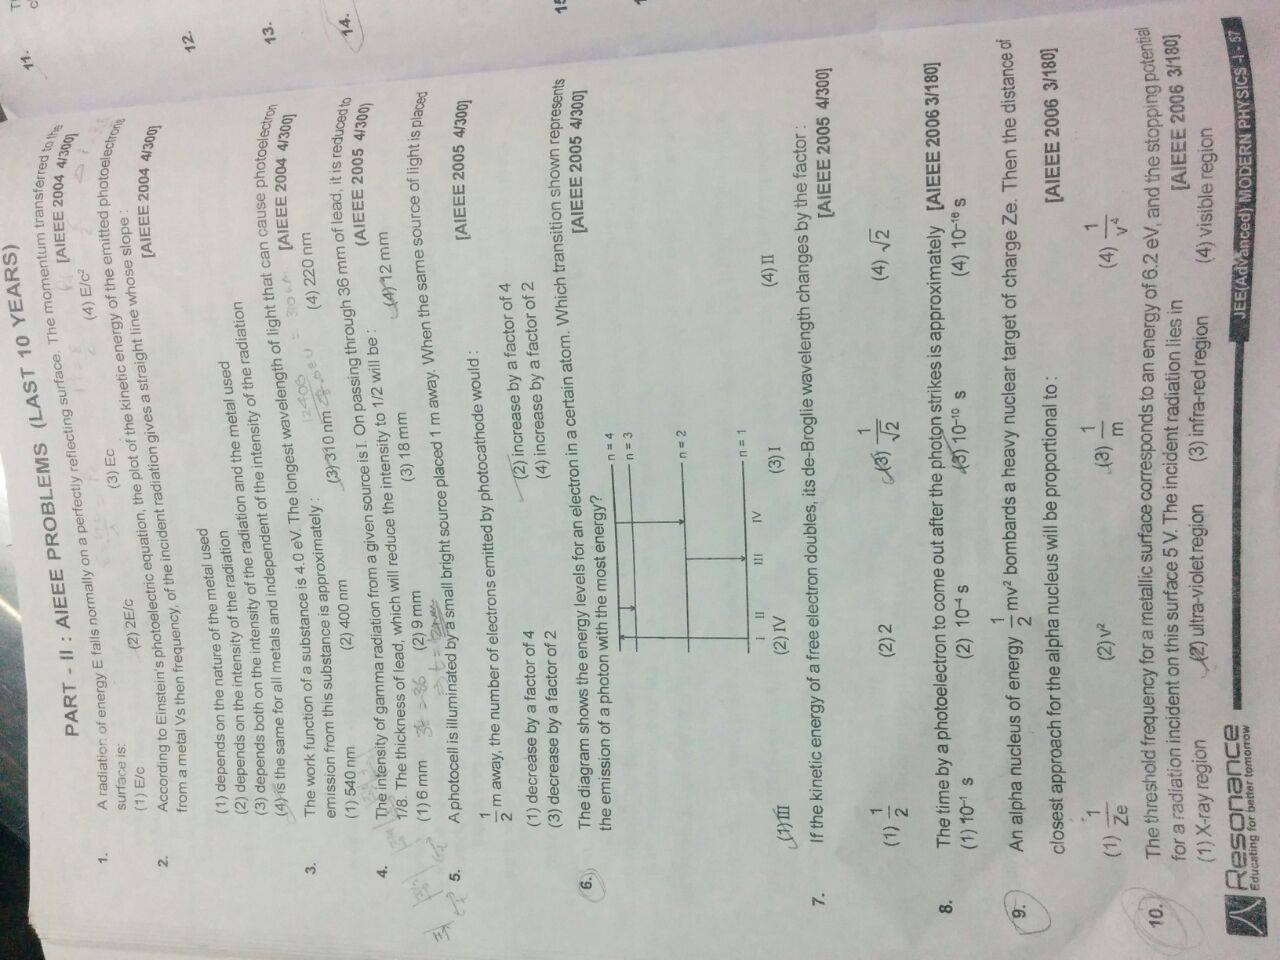 PART - II : AIEEE PROBLEMS (LAST 10 YEARS)
1. A radiation of energy E falls normally on a perfectly reflecting surface. The momentum transferred to the
surface is: [AIEEE 2004 4/300]
(1) E/c (2) 2E/c (3) Ec (4) E/c²
2. According to Einstein's photoelectric equation, the plot of the kinetic energy of the emitted photoelectrons
from a metal Vs then frequency, of the incident radiation gives a straight line whose slope :
[AIEEE 2004 4/300]
(1) depends on the nature of the metal used
(2) depends on the intensity of the radiation
(3) depends both on the intensity of the radiation and the metal used
(4) is the same for all metals and independent of the intensity of the radiation
3. The work function of a substance is 4.0 eV. The longest wavelength of light that can cause photoelectron
emission from this substance is approximately : [AIEEE 2004 4/300]
(1) 540 nm (2) 400 nm (3) 310 nm (4) 220 nm
4. The intensity of gamma radiation from a given source is I. On passing through 36 mm of lead, it is reduced to
1/8. The thickness of lead, which will reduce the intensity to 1/2 will be : (AIEEE 2005 4/300)
(1) 6 mm (2) 9 mm (3) 18 mm (4) 12 mm
5. A photocell is illuminated by a small bright source placed 1 m away. When the same source of light is placed
1/2 m away, the number of electrons emitted by photocathode would : [AIEEE 2005 4/300]
(1) decrease by a factor of 4 (2) increase by a factor of 4
(3) decrease by a factor of 2 (4) increase by a factor of 2
6. The diagram shows the energy levels for an electron in a certain atom. Which transition shown represents
the emission of a photon with the most energy? [AIEEE 2005 4/300]
n = 4
n = 3
n = 2
n = 1
I II III IV
(1) III (2) IV (3) I (4) II
7. If the kinetic energy of a free electron doubles, its de-Broglie wavelength changes by the factor :
[AIEEE 2005 4/300]
(1) 1/2 (2) 2 (3) 1/√2 (4) √2
8. The time by a photoelectron to come out after the photon strikes is approximately [AIEEE 2006 3/180]
(1) 10⁻¹ s (2) 10⁻⁴ s (3) 10⁻¹⁰ s (4) 10⁻¹⁶ s
9. An alpha nucleus of energy 1/2 mv² bombards a heavy nuclear target of charge Ze. Then the distance of
closest approach for the alpha nucleus will be proportional to : [AIEEE 2006 3/180]
(1) 1/Ze (2) v² (3) 1/m (4) 1/v⁴
10. The threshold frequency for a metallic surface corresponds to an energy of 6.2 eV, and the stopping potential
for a radiation incident on this surface 5 V. The incident radiation lies in [AIEEE 2006 3/180]
(1) X-ray region (2) ultra-violet region (3) infra-red region (4) visible region
Resonance
Educating for better tomorrow
JEE(Advanced) MODERN PHYSICS -I - 57
11.
12.
13.
14.